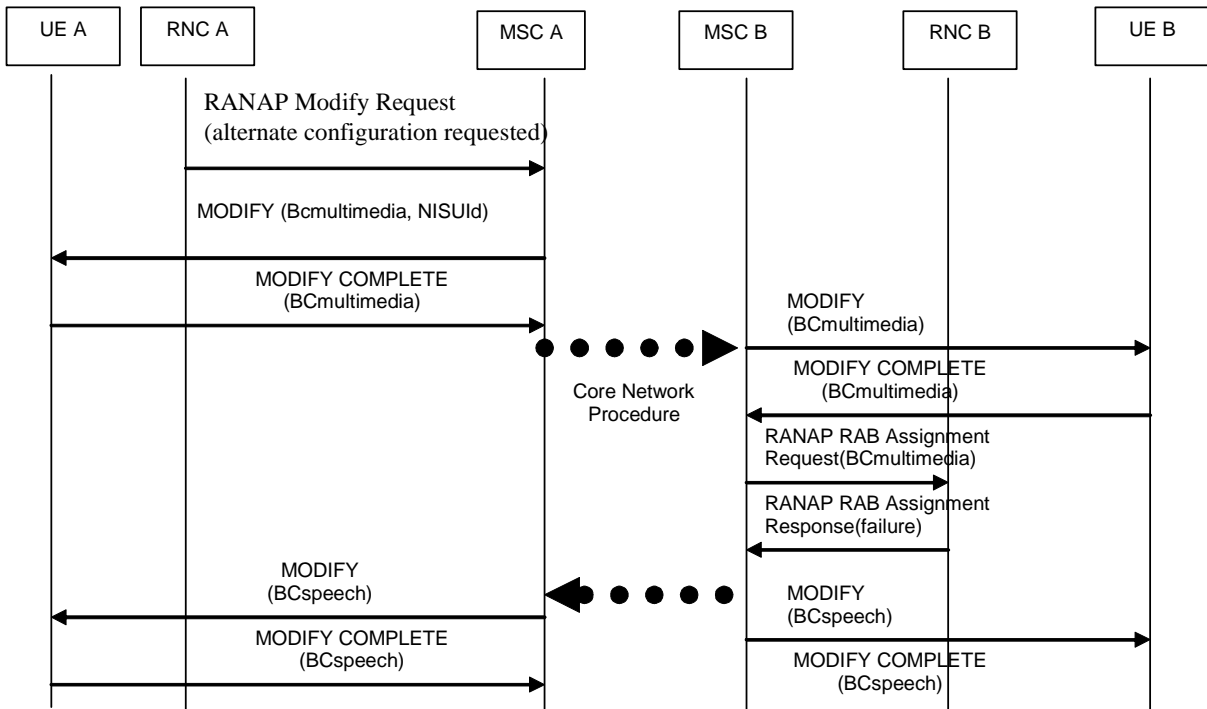 UE A
RNC A
MSC A
MSC B
RNC B
UE B
RANAP Modify Request
(alternate configuration requested)
MODIFY (Bcmultimedia, NISUId)
MODIFY COMPLETE
(BCmultimedia)
MODIFY
(BCmultimedia)
MODIFY COMPLETE
(BCmultimedia)
Core Network
Procedure
RANAP RAB Assignment
Request(BCmultimedia)
RANAP RAB Assignment
Response(failure)
MODIFY
(BCspeech)
MODIFY
(BCspeech)
MODIFY COMPLETE
(BCspeech)
MODIFY COMPLETE
(BCspeech)